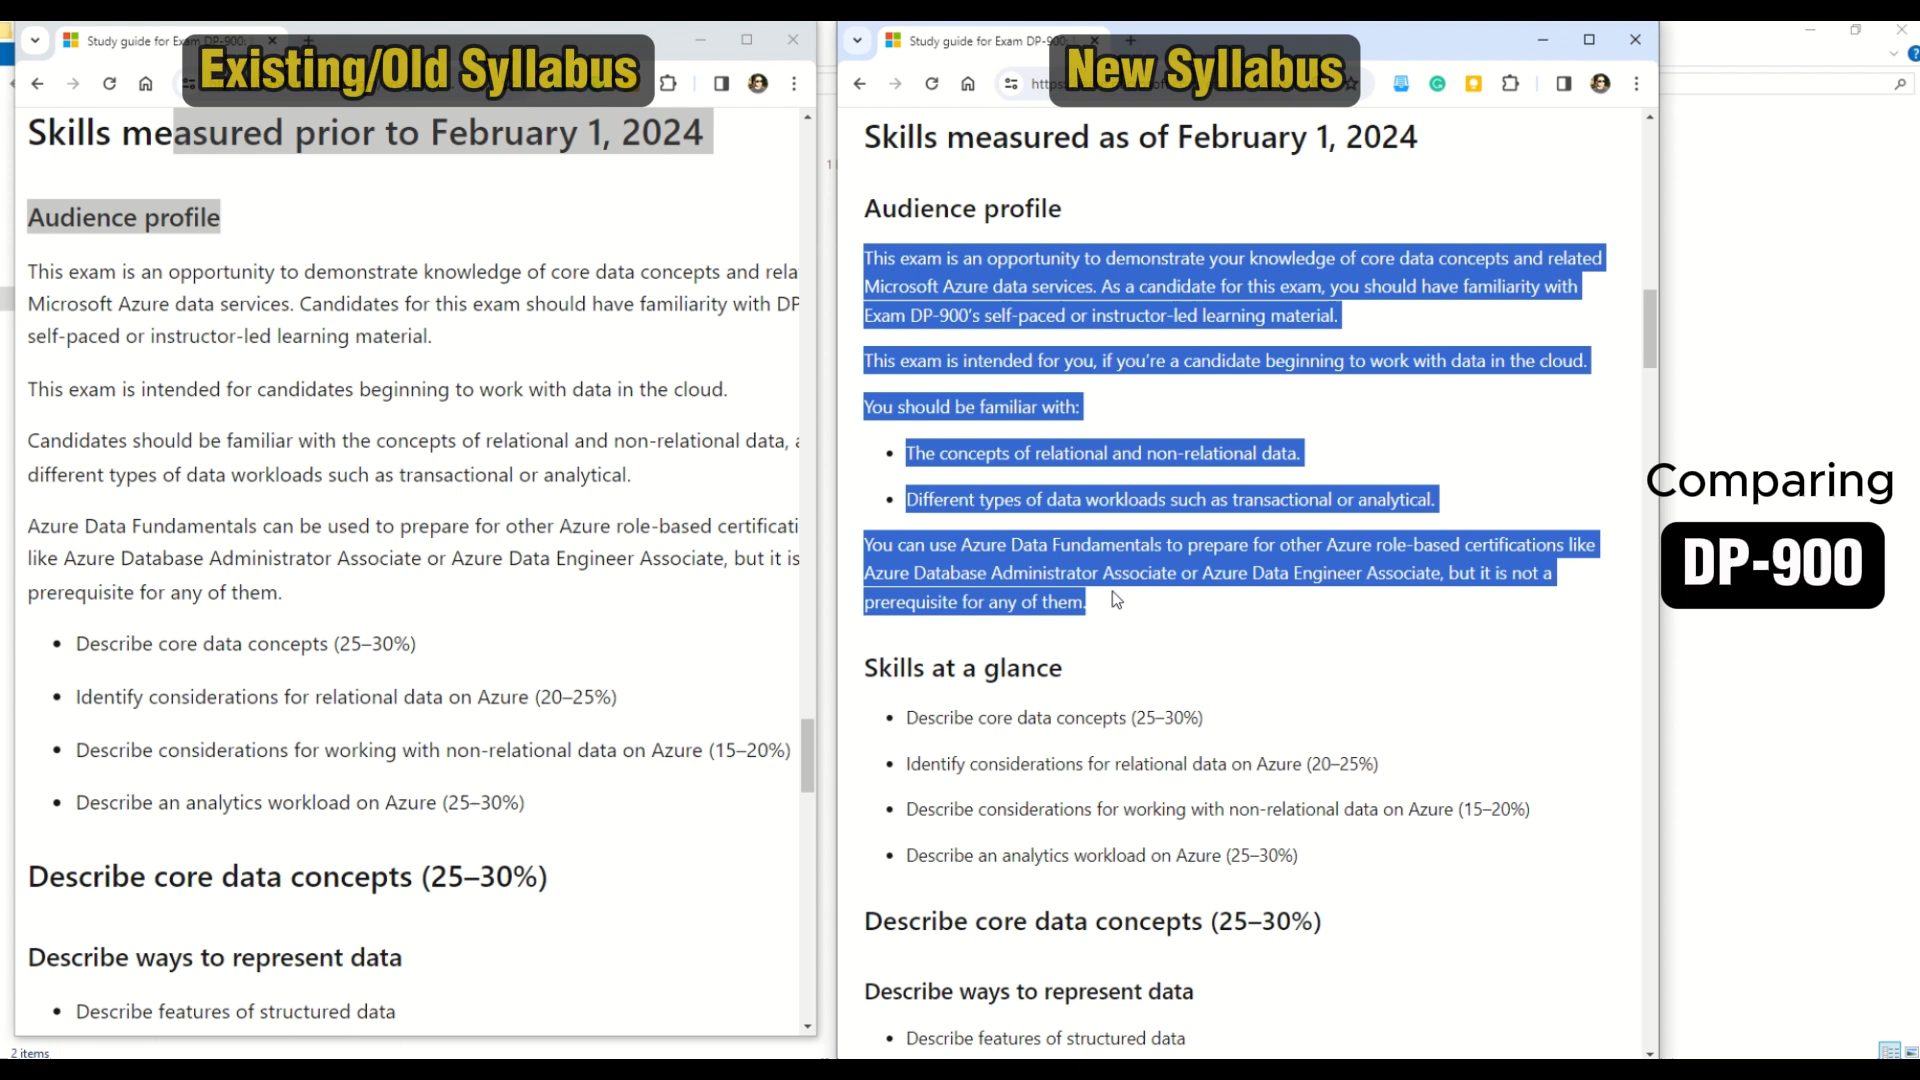 Study guide for Exam DP-900:
Existing/Old Syllabus
Skills measured prior to February 1, 2024
Audience profile
This exam is an opportunity to demonstrate knowledge of core data concepts and rela
Microsoft Azure data services. Candidates for this exam should have familiarity with DP
self-paced or instructor-led learning material.
This exam is intended for candidates beginning to work with data in the cloud.
Candidates should be familiar with the concepts of relational and non-relational data,
different types of data workloads such as transactional or analytical.
Azure Data Fundamentals can be used to prepare for other Azure role-based certificati
like Azure Database Administrator Associate or Azure Data Engineer Associate, but it is
prerequisite for any of them.
• Describe core data concepts (25–30%)
• Identify considerations for relational data on Azure (20–25%)
• Describe considerations for working with non-relational data on Azure (15–20%)
• Describe an analytics workload on Azure (25–30%)
Describe core data concepts (25–30%)
Describe ways to represent data
• Describe features of structured data
2 items
Study guide for Exam DP-900:
New Syllabus
https
Skills measured as of February 1, 2024
Audience profile
This exam is an opportunity to demonstrate your knowledge of core data concepts and related
Microsoft Azure data services. As a candidate for this exam, you should have familiarity with
Exam DP-900's self-paced or instructor-led learning material.
This exam is intended for you, if you're a candidate beginning to work with data in the cloud.
You should be familiar with:
• The concepts of relational and non-relational data.
• Different types of data workloads such as transactional or analytical.
You can use Azure Data Fundamentals to prepare for other Azure role-based certifications like
Azure Database Administrator Associate or Azure Data Engineer Associate, but it is not a
prerequisite for any of them.
Skills at a glance
• Describe core data concepts (25–30%)
• Identify considerations for relational data on Azure (20–25%)
• Describe considerations for working with non-relational data on Azure (15–20%)
• Describe an analytics workload on Azure (25–30%)
Describe core data concepts (25–30%)
Describe ways to represent data
• Describe features of structured data
Comparing
DP-900